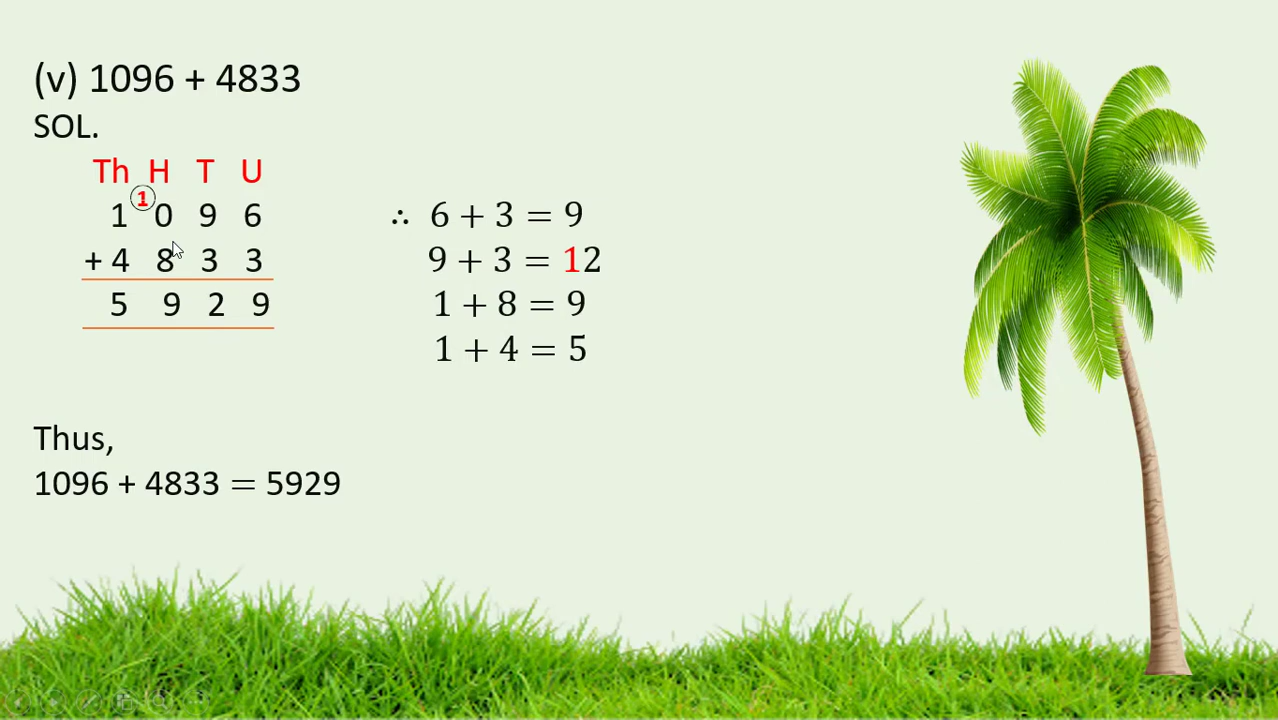 (v) 1096 + 4833
SOL.
Th H T U
①
1 0 9 6
+ 4 8 3 3
5 9 2 9
∴ 6 + 3 = 9
9 + 3 = 12
1 + 8 = 9
1 + 4 = 5
Thus,
1096 + 4833 = 5929